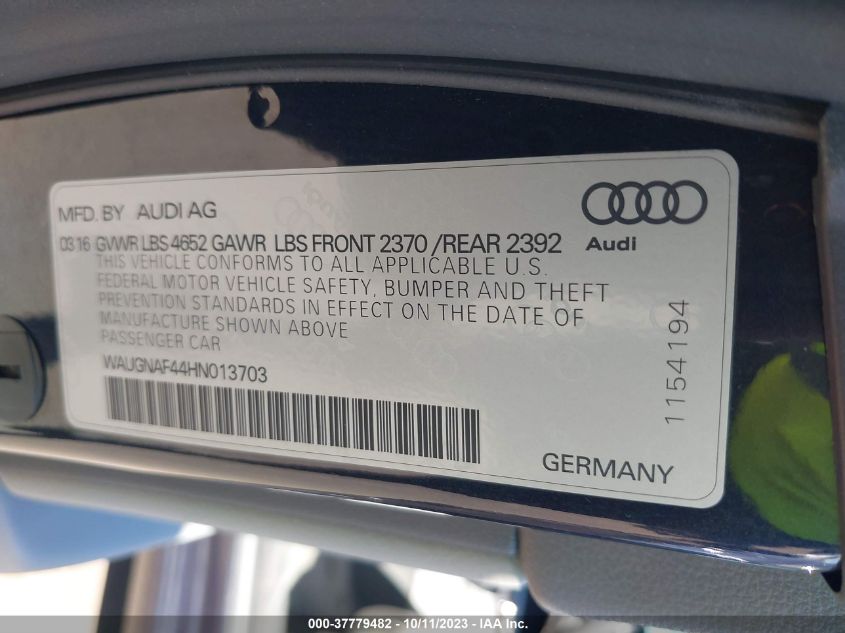 MFD. BY AUDI AG
03 16 GVWR LBS 4652 GAWR LBS FRONT 2370 /REAR 2392
Audi
THIS VEHICLE CONFORMS TO ALL APPLICABLE U.S.
FEDERAL MOTOR VEHICLE SAFETY, BUMPER AND THEFT
PREVENTION STANDARDS IN EFFECT ON THE DATE OF
MANUFACTURE SHOWN ABOVE
PASSENGER CAR
WAUGNAF44HN013703
1154194
GERMANY
000-37779482 - 10/11/2023 - IAA Inc.